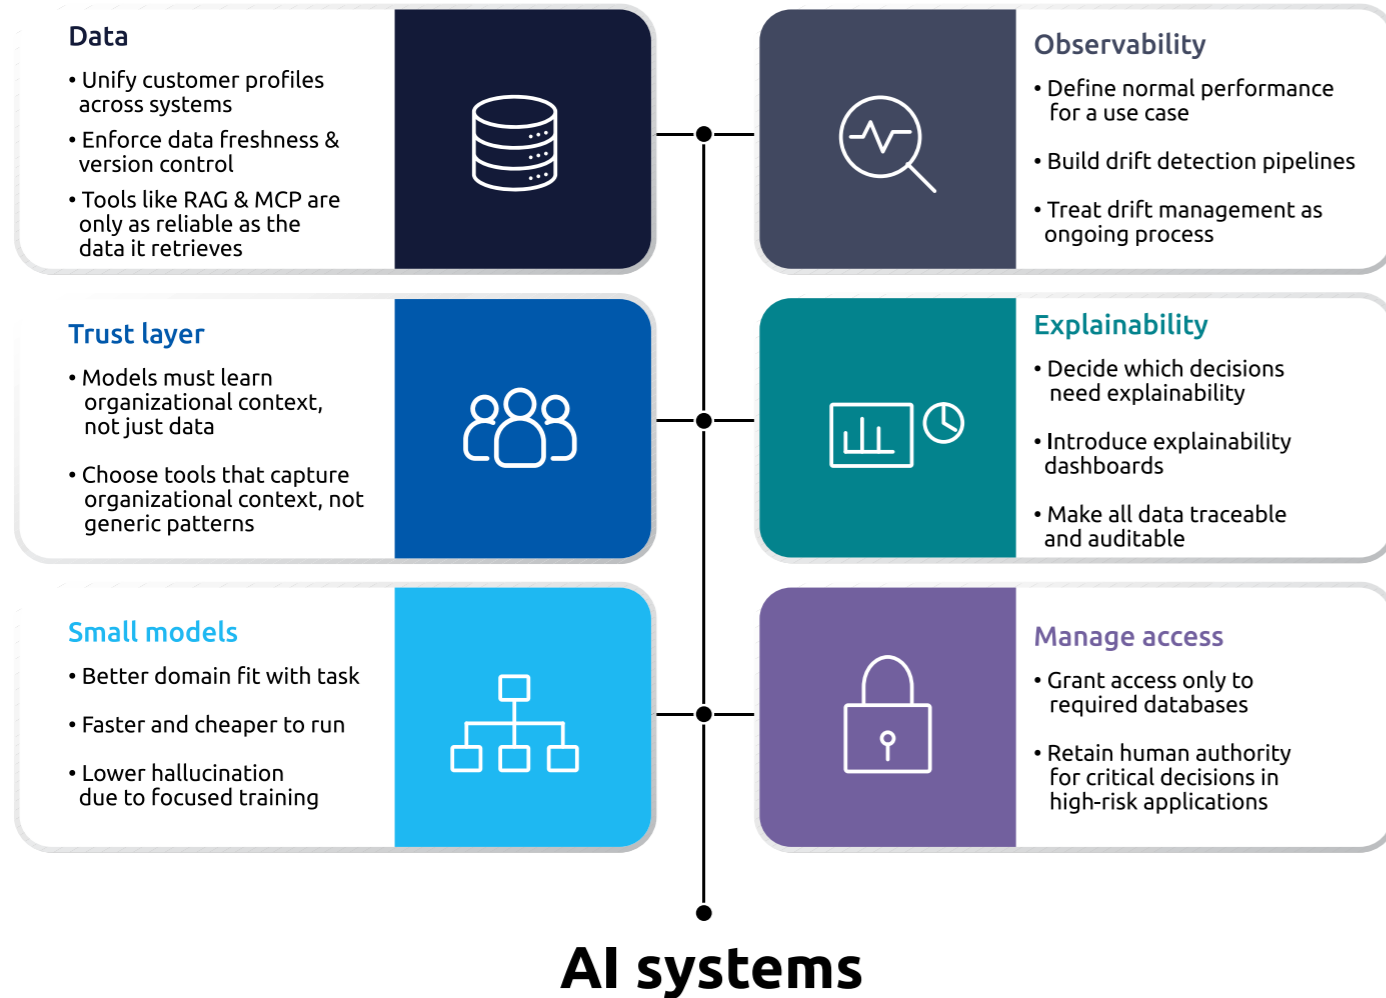 Data
• Unify customer profiles
across systems
• Enforce data freshness &
version control
• Tools like RAG & MCP are
only as reliable as the
data it retrieves
Observability
• Define normal performance
for a use case
• Build drift detection pipelines
• Treat drift management as
ongoing process
Trust layer
• Models must learn
organizational context,
not just data
• Choose tools that capture
organizational context, not
generic patterns
Explainability
• Decide which decisions
need explainability
• Introduce explainability
dashboards
• Make all data traceable
and auditable
Small models
• Better domain fit with task
• Faster and cheaper to run
• Lower hallucination
due to focused training
Manage access
• Grant access only to
required databases
• Retain human authority
for critical decisions in
high-risk applications
AI systems